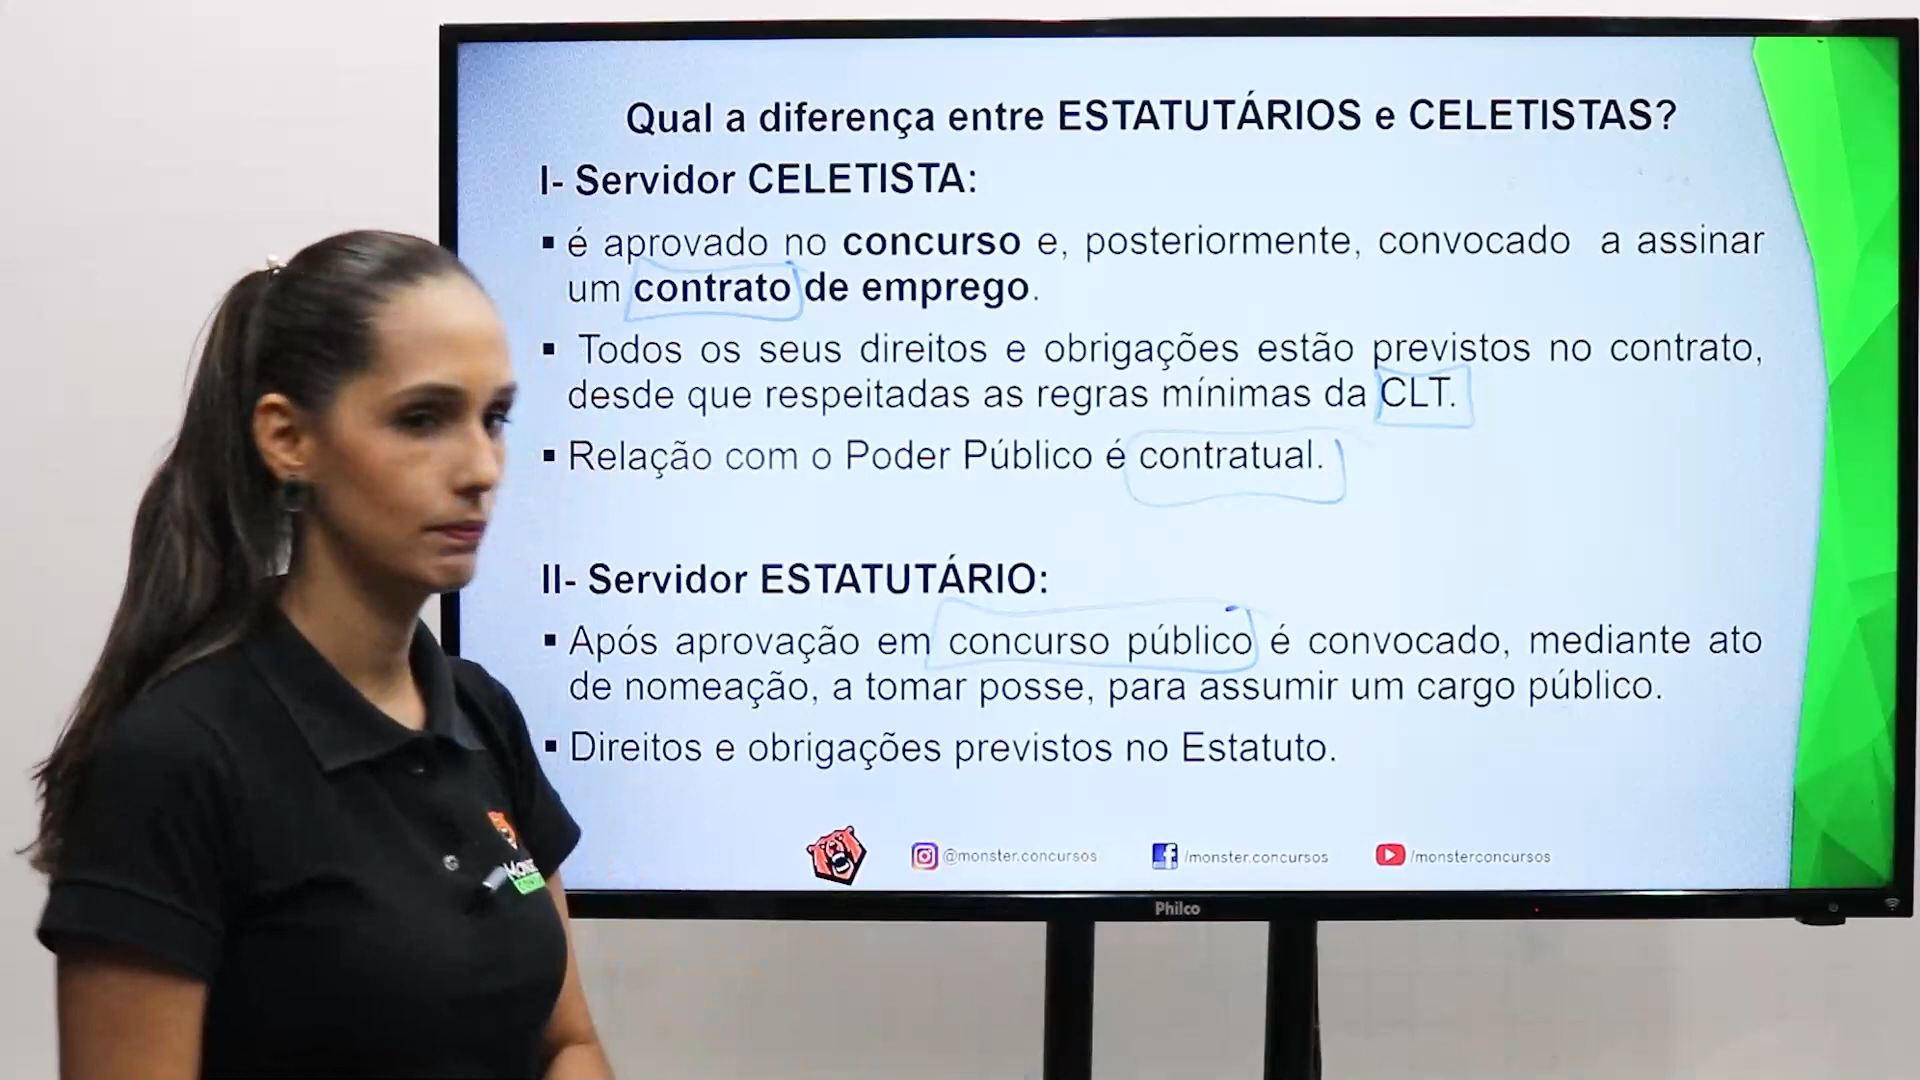 Qual a diferença entre ESTATUTÁRIOS e CELETISTAS?
I- Servidor CELETISTA:
▪ é aprovado no concurso e, posteriormente, convocado a assinar
um contrato de emprego.
▪ Todos os seus direitos e obrigações estão previstos no contrato,
desde que respeitadas as regras mínimas da CLT.
▪ Relação com o Poder Público é contratual.
II- Servidor ESTATUTÁRIO:
▪ Após aprovação em concurso público é convocado, mediante ato
de nomeação, a tomar posse, para assumir um cargo público.
▪ Direitos e obrigações previstos no Estatuto.
@monster.concursos /monster.concursos /monsterconcursos
Philco